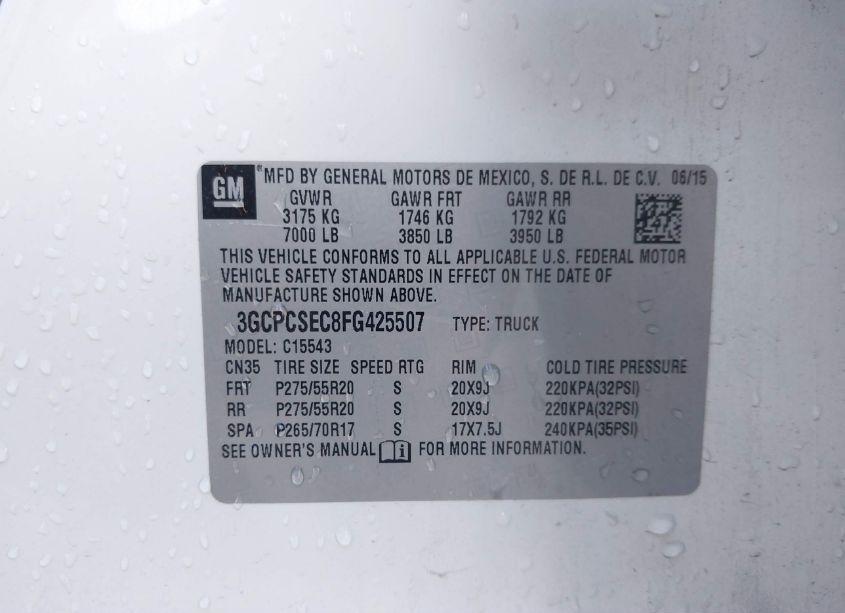 GM ® MFD BY GENERAL MOTORS DE MEXICO, S. DE R.L. DE C.V. 06/15
GVWR GAWR FRT GAWR RR
3175 KG 1746 KG 1792 KG
7000 LB 3850 LB 3950 LB
THIS VEHICLE CONFORMS TO ALL APPLICABLE U.S. FEDERAL MOTOR
VEHICLE SAFETY STANDARDS IN EFFECT ON THE DATE OF
MANUFACTURE SHOWN ABOVE.
3GCPCSEC8FG425507 TYPE: TRUCK
MODEL: C15543
CN35 TIRE SIZE SPEED RTG RIM COLD TIRE PRESSURE
FRT P275/55R20 S 20X9J 220KPA(32PSI)
RR P275/55R20 S 20X9J 220KPA(32PSI)
SPA P265/70R17 S 17X7.5J 240KPA(35PSI)
SEE OWNER'S MANUAL i FOR MORE INFORMATION.